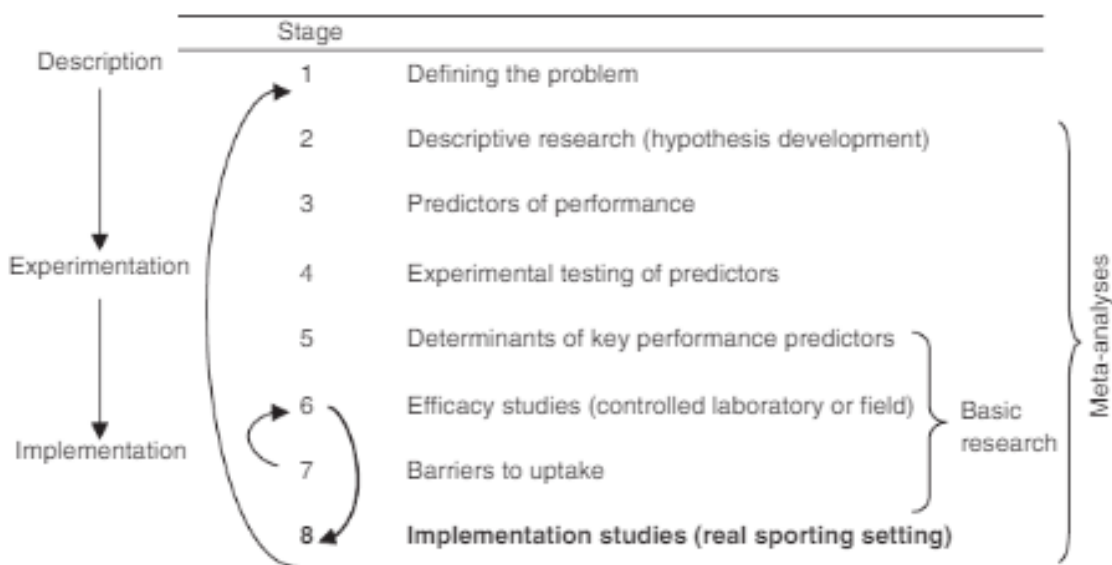 Stage
Description
1 Defining the problem
2 Descriptive research (hypothesis development)
3 Predictors of performance
Experimentation
4 Experimental testing of predictors
5 Determinants of key performance predictors
6 Efficacy studies (controlled laboratory or field)
Implementation
7 Barriers to uptake
8 Implementation studies (real sporting setting)
Basic
research
Meta-analyses